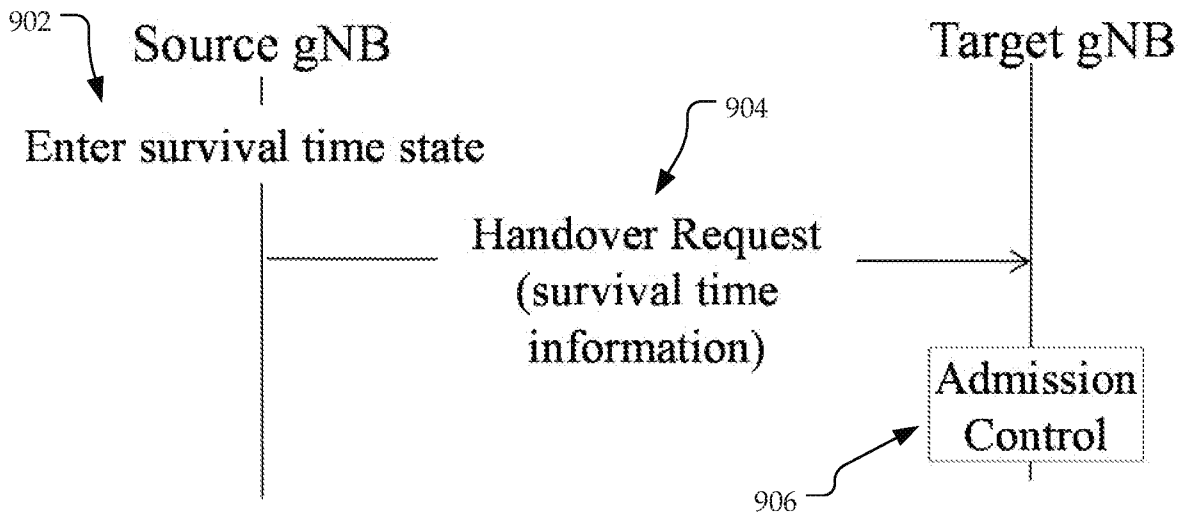 902
Source gNB
Target gNB
Enter survival time state
904
Handover Request
(survival time
information)
Admission
Control
906